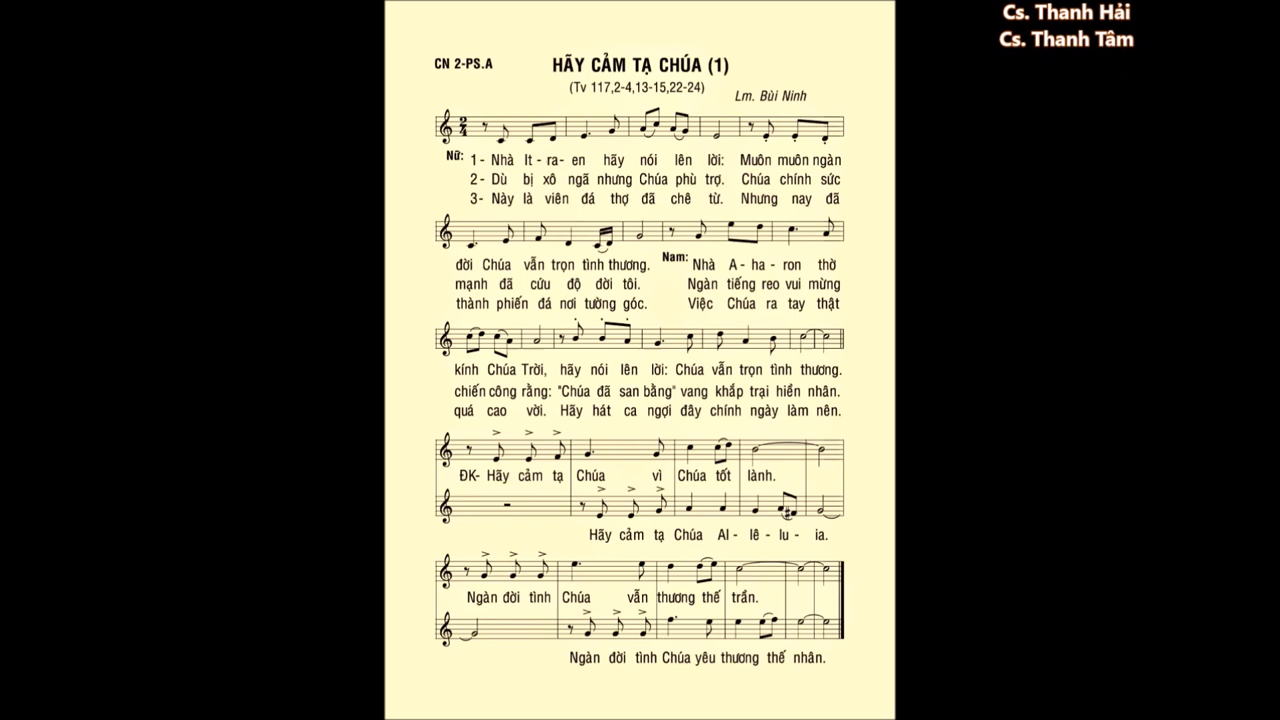 Cs. Thanh Hải
Cs. Thanh Tâm
CN 2-PS.A
HÃY CẢM TẠ CHÚA (1)
(Tv 117,2-4,13-15,22-24)
Lm. Bùi Ninh
Nữ: 1- Nhà It - ra - en hãy nói lên lời: Muôn muôn ngàn
2- Dù bị xô ngã nhưng Chúa phù trợ. Chúa chính sức
3- Này là viên đá thợ đã chê từ. Nhưng nay đã
đời Chúa vẫn trọn tình thương. Nam: Nhà A - ha - ron thờ
mạnh đã cứu độ đời tôi. Ngàn tiếng reo vui mừng
thành phiến đá nơi tường góc. Việc Chúa ra tay thật
kính Chúa Trời, hãy nói lên lời: Chúa vẫn trọn tình thương.
chiến công rằng: "Chúa đã san bằng" vang khắp trại hiền nhân.
quá cao vời. Hãy hát ca ngợi đây chính ngày làm nên.
ĐK- Hãy cảm tạ Chúa vì Chúa tốt lành.
Hãy cảm tạ Chúa Al - lê - lu - ia.
Ngàn đời tình Chúa vẫn thương thế trần.
Ngàn đời tình Chúa yêu thương thế nhân.